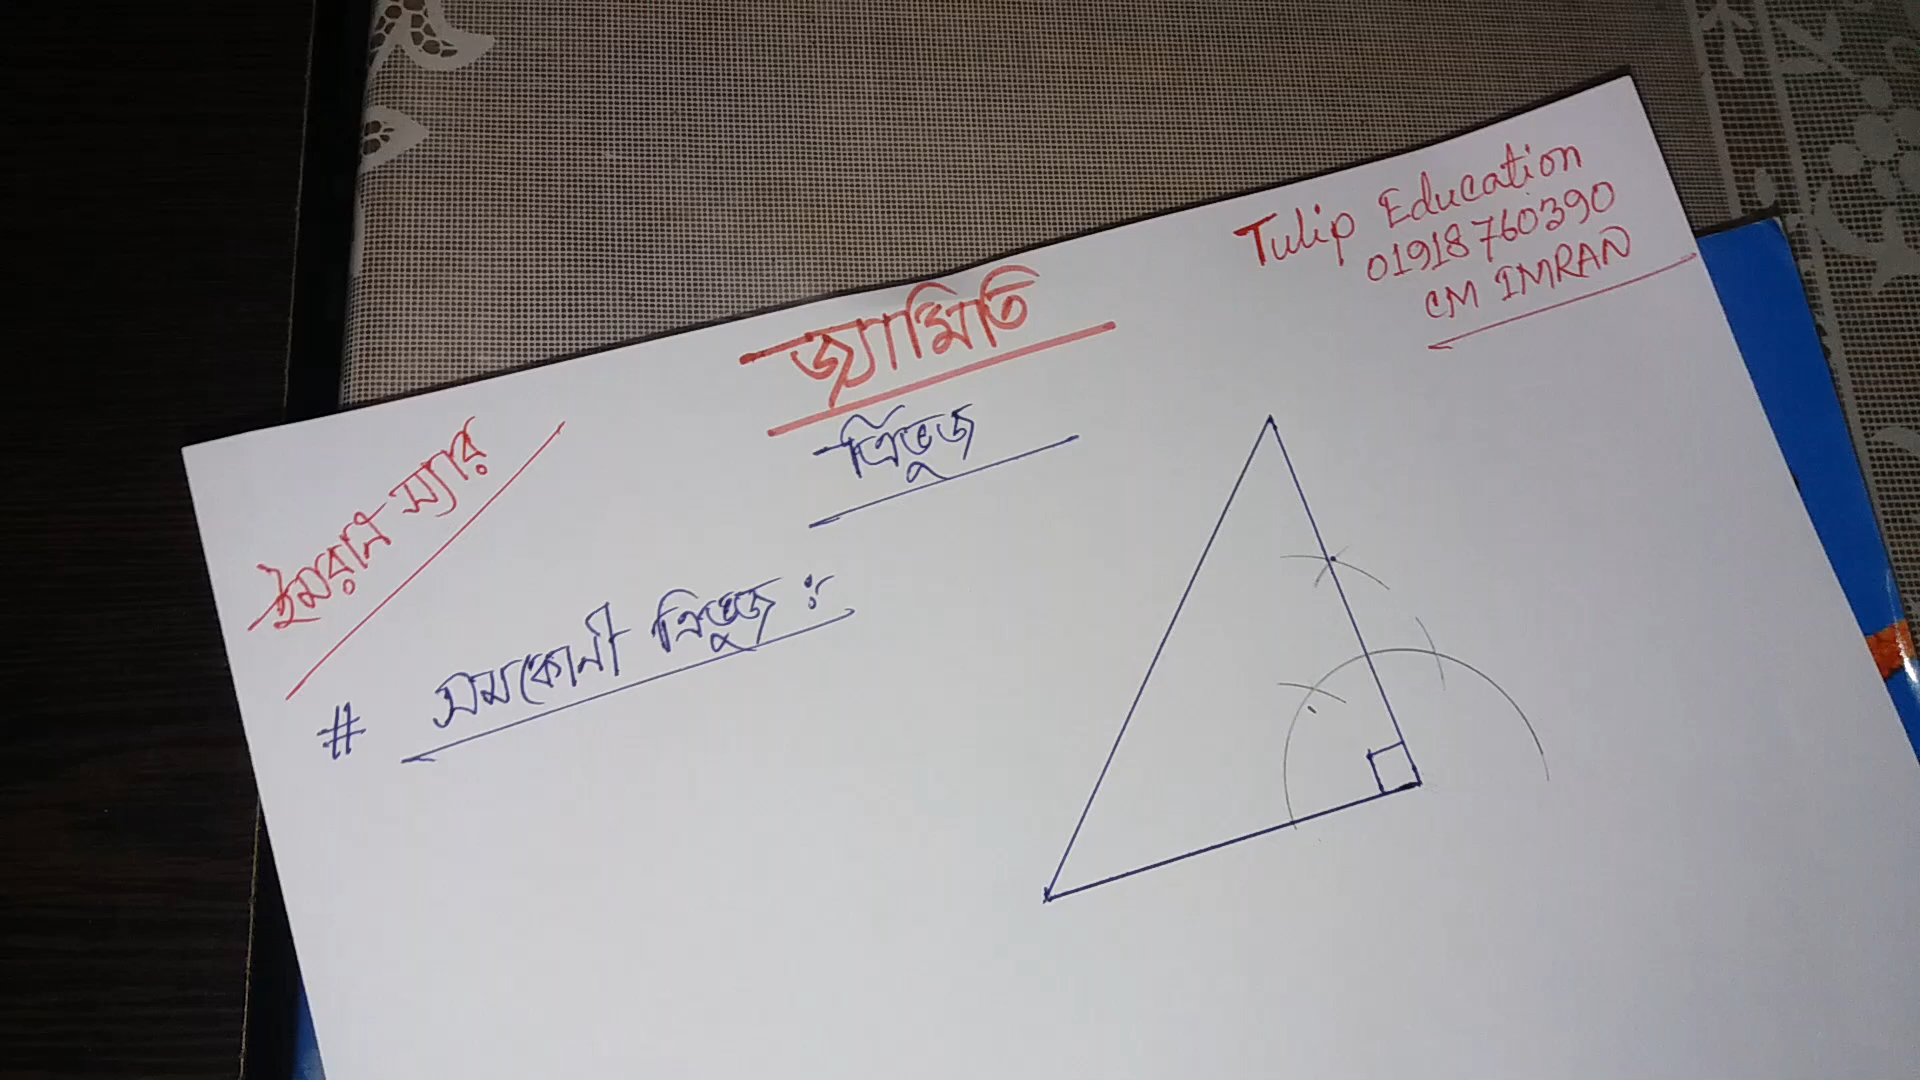 Tulip Education
01918760390
CM IMRAN
জ্যামিতি
ত্রিভুজ
ইমরান স্যার
# সমকোনী ত্রিভুজ :